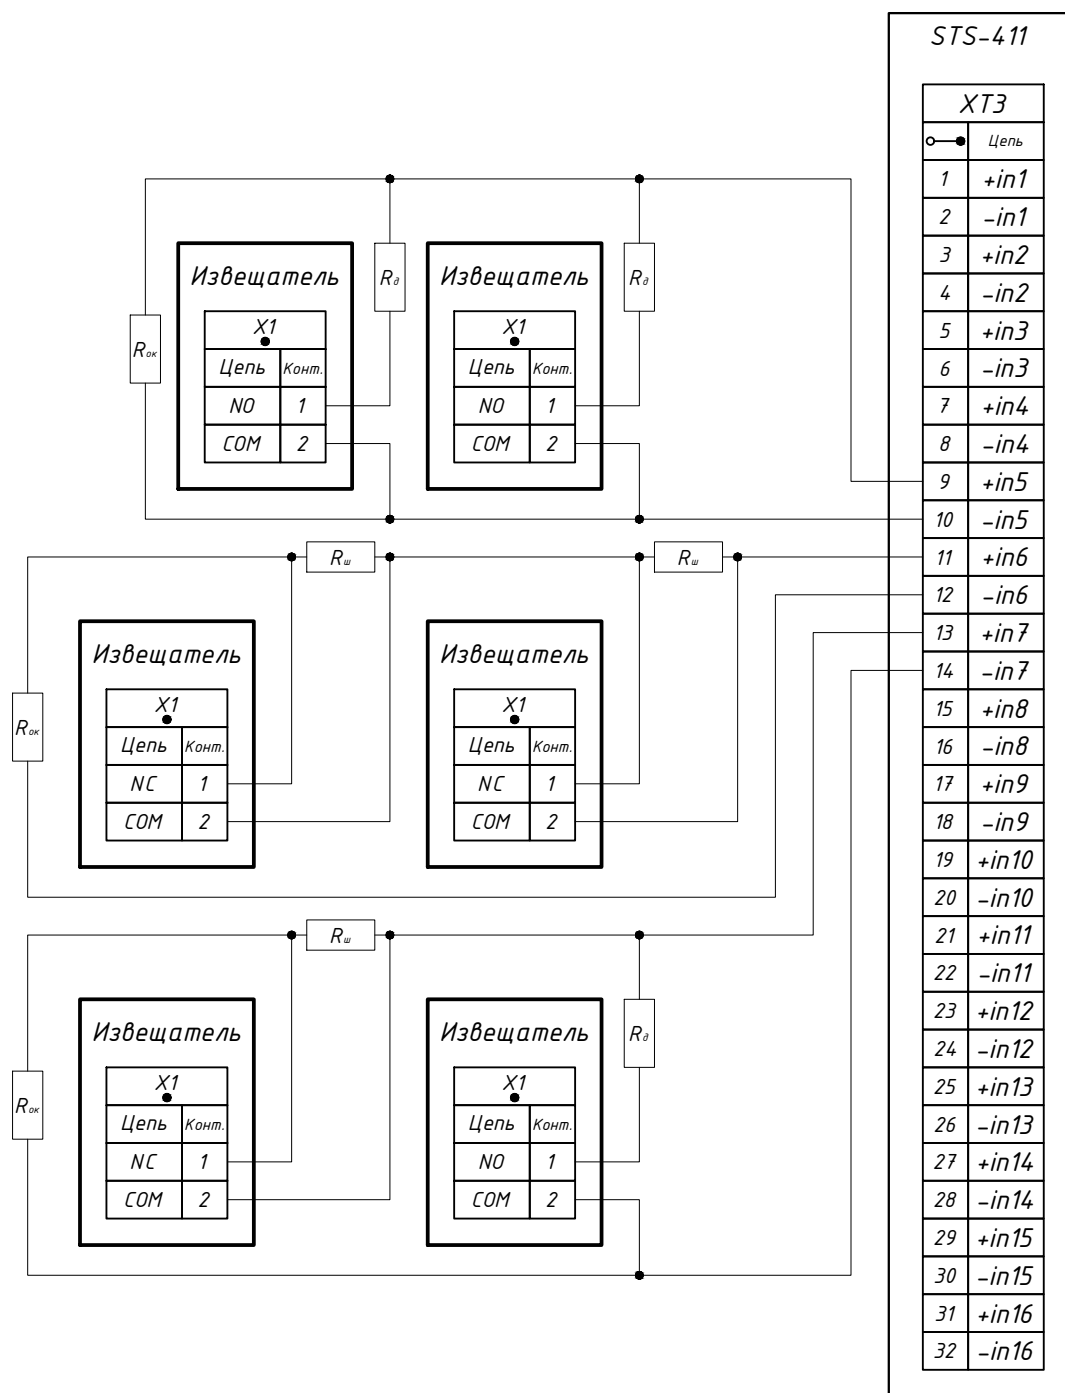 STS-411
XT3
Цепь
1 +in1
2 -in1
3 +in2
4 -in2
5 +in3
6 -in3
7 +in4
8 -in4
9 +in5
10 -in5
11 +in6
12 -in6
13 +in7
14 -in7
15 +in8
16 -in8
17 +in9
18 -in9
19 +in10
20 -in10
21 +in11
22 -in11
23 +in12
24 -in12
25 +in13
26 -in13
27 +in14
28 -in14
29 +in15
30 -in15
31 +in16
32 -in16
Rок
Извещатель
X1
Цепь Конт.
NO 1
COM 2
Rд
Извещатель
X1
Цепь Конт.
NO 1
COM 2
Rд
Rш
Rш
Rок
Извещатель
X1
Цепь Конт.
NC 1
COM 2
Извещатель
X1
Цепь Конт.
NC 1
COM 2
Rш
Rок
Извещатель
X1
Цепь Конт.
NC 1
COM 2
Извещатель
X1
Цепь Конт.
NO 1
COM 2
Rд